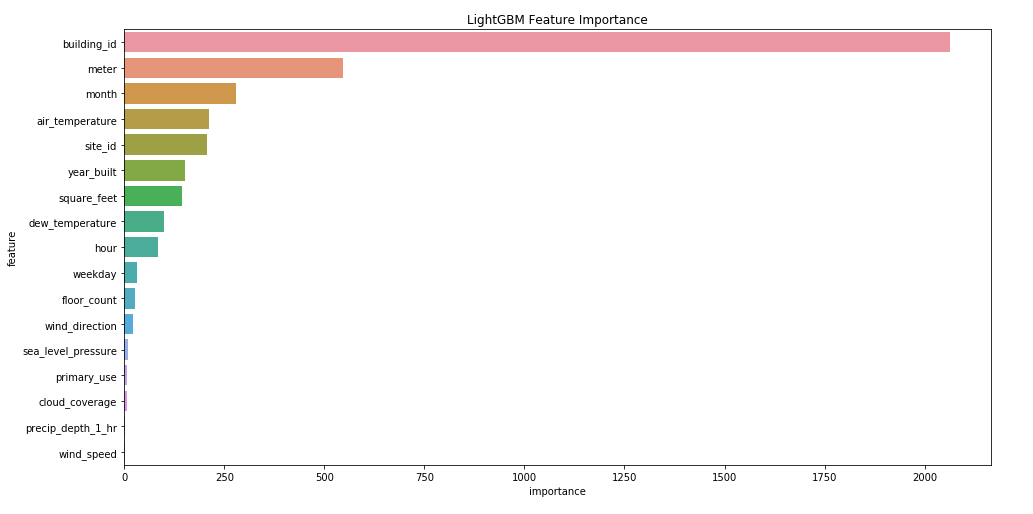 LightGBM Feature Importance
feature
building_id
meter
month
air_temperature
site_id
year_built
square_feet
dew_temperature
hour
weekday
floor_count
wind_direction
sea_level_pressure
primary_use
cloud_coverage
precip_depth_1_hr
wind_speed
0 250 500 750 1000 1250 1500 1750 2000
importance